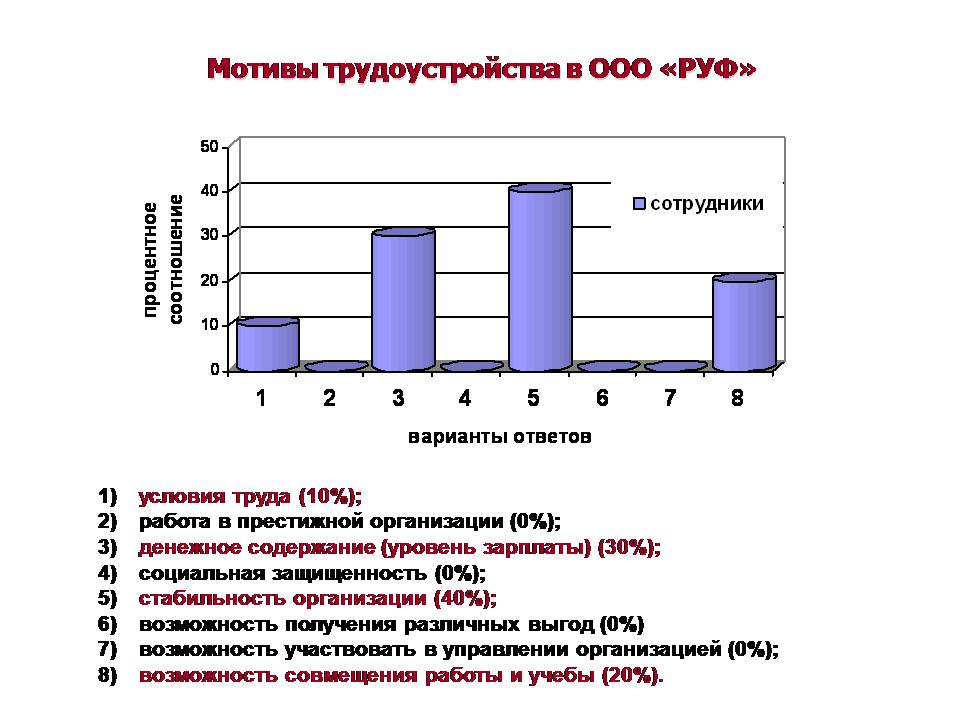 Мотивы трудоустройства в ООО «РУФ»
50
40
30
20
10
0
процентное
соотношение
сотрудники
1 2 3 4 5 6 7 8
варианты ответов
1) условия труда (10%);
2) работа в престижной организации (0%);
3) денежное содержание (уровень зарплаты) (30%);
4) социальная защищенность (0%);
5) стабильность организации (40%);
6) возможность получения различных выгод (0%)
7) возможность участвовать в управлении организацией (0%);
8) возможность совмещения работы и учебы (20%).